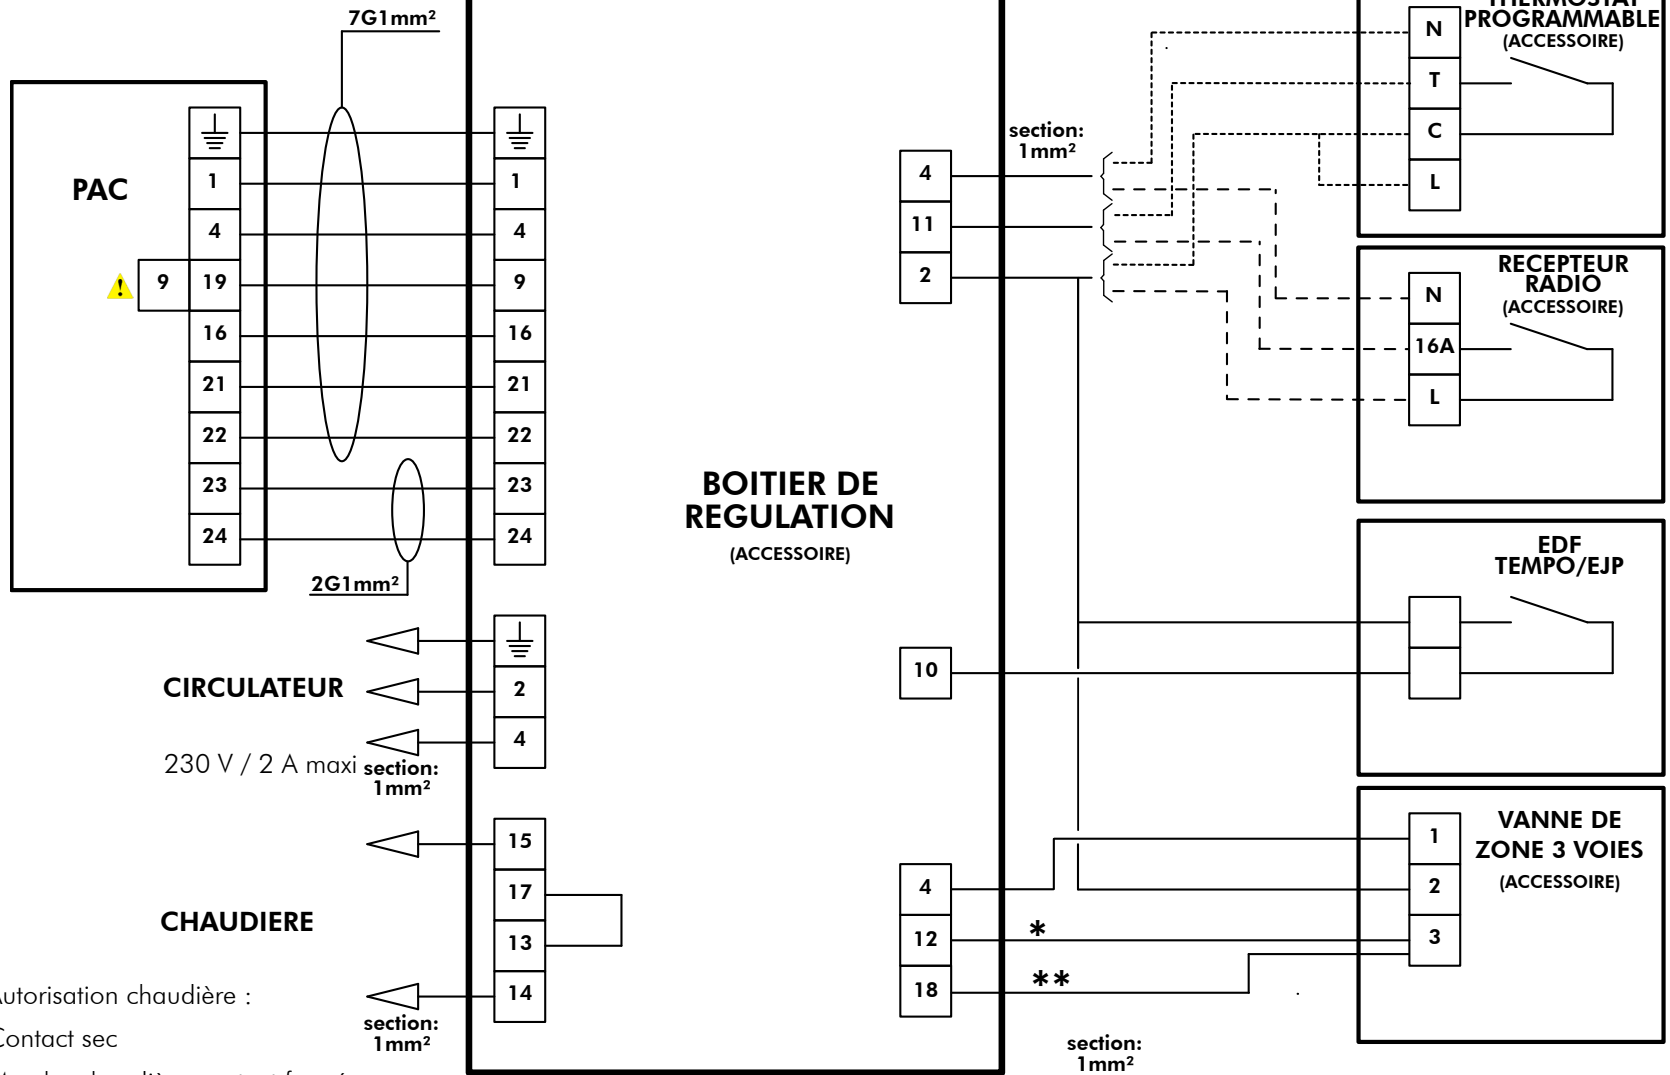 7G1mm²
PAC
1
4
9
19
16
21
22
23
24
2G1mm²
1
4
9
16
21
22
23
24
CIRCULATEUR
230 V / 2 A maxi
2
4
section:
1mm²
CHAUDIERE
15
17
13
14
section:
1mm²
Autorisation chaudière :
Contact sec
BOITIER DE
REGULATION
(ACCESSOIRE)
4
11
2
section:
1mm²
10
4
12
18
*
**
section:
1mm²
THERMOSTAT
PROGRAMMABLE
(ACCESSOIRE)
N
T
C
L
RECEPTEUR
RADIO
(ACCESSOIRE)
N
16A
L
EDF
TEMPO/EJP
VANNE DE
ZONE 3 VOIES
(ACCESSOIRE)
1
2
3